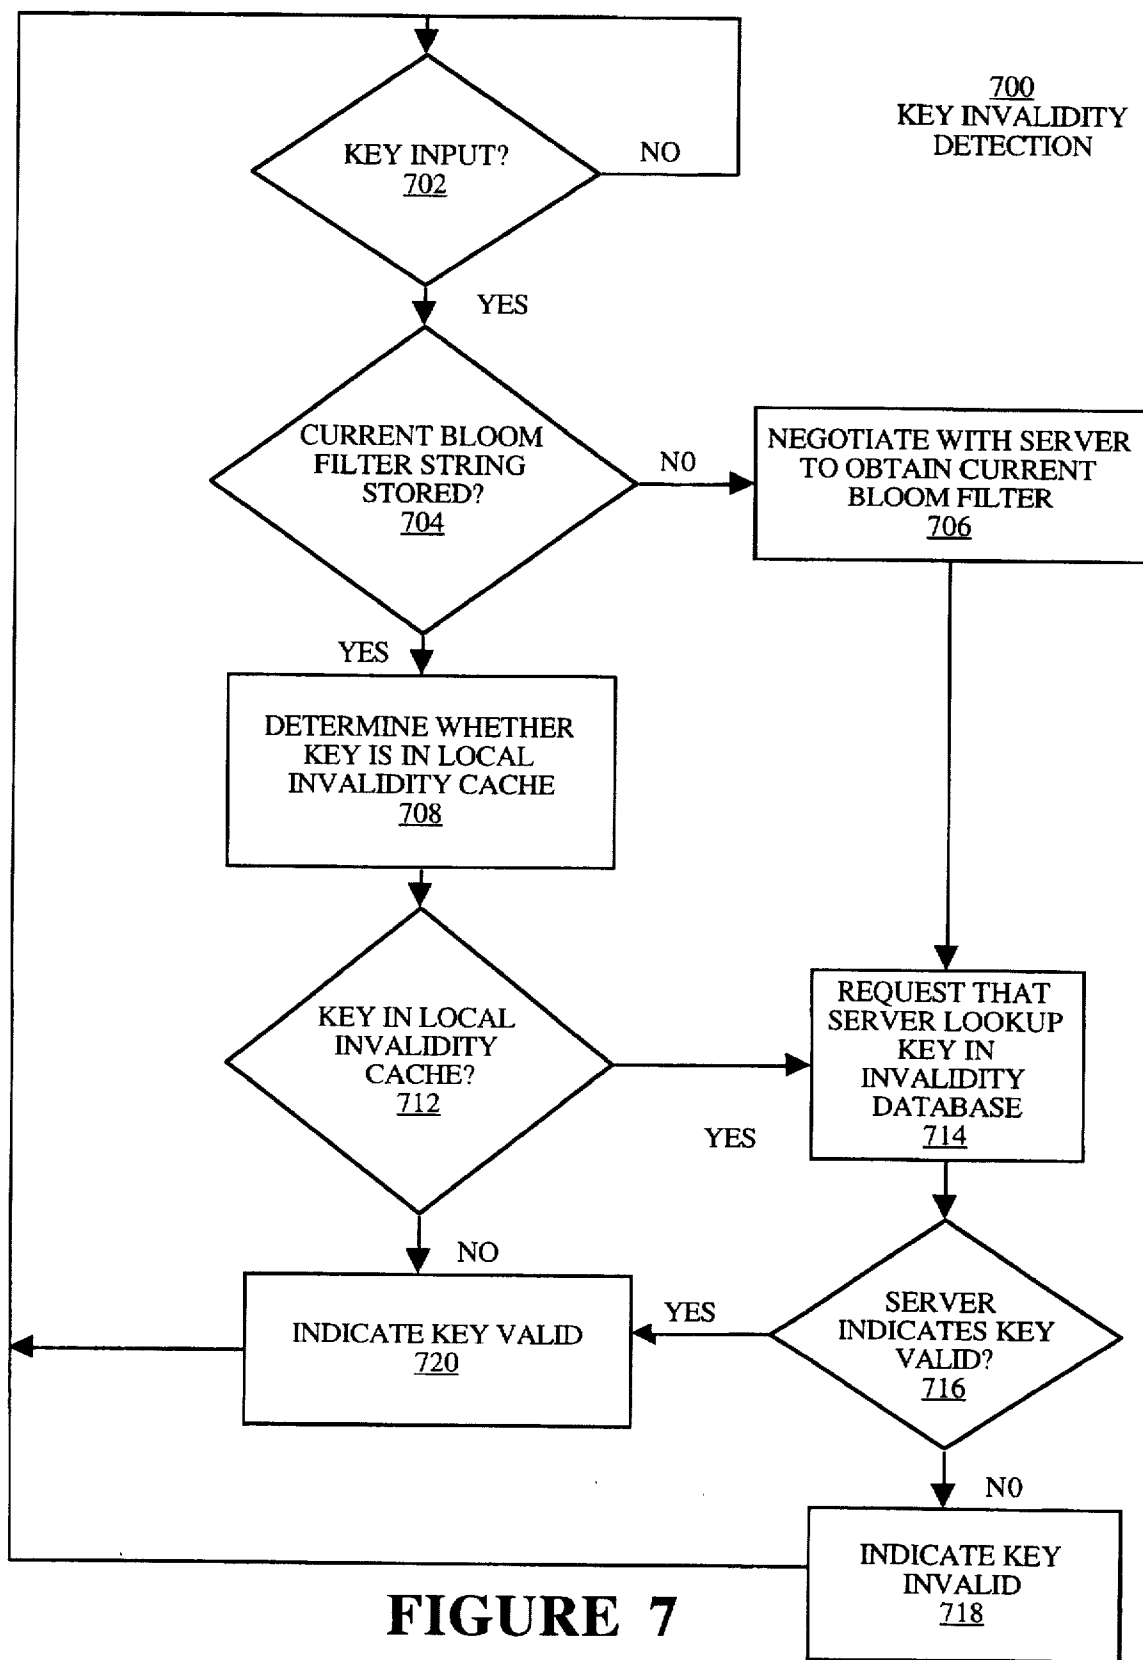 700
KEY INVALIDITY
DETECTION
KEY INPUT?
702
NO
YES
CURRENT BLOOM
FILTER STRING
STORED?
704
N0
NEGOTIATE WITH SERVER
TO OBTAIN CURRENT
BLOOM FILTER
706
YES
DETERMINE WHETHER
KEY IS IN LOCAL
INVALIDITY CACHE
708
KEY IN LOCAL
INVALIDITY
CACHE?
712
YES
REQUEST THAT
SERVER LOOKUP
KEY IN
INVALIDITY
DATABASE
714
NO
INDICATE KEY VALID
720
YES
SERVER
INDICATES KEY
VALID?
716
N0
INDICATE KEY
INVALID
718
FIGURE 7